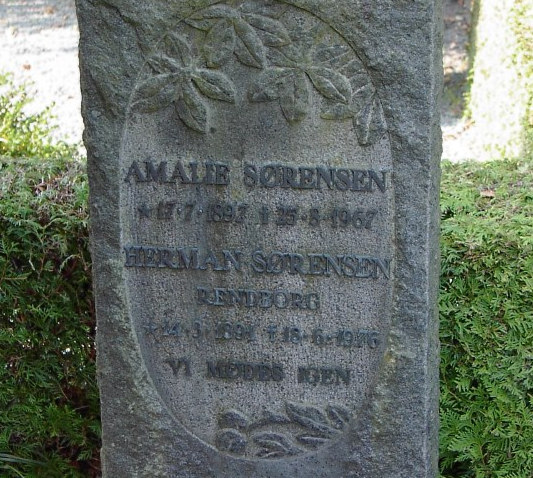 AMALIE SØRENSEN
* 17·7·1897 † 25·8·1967
HERMAN SØRENSEN
RENDBORG
* 14·3·1891 † 18·6·1976
VI MØDES IGEN